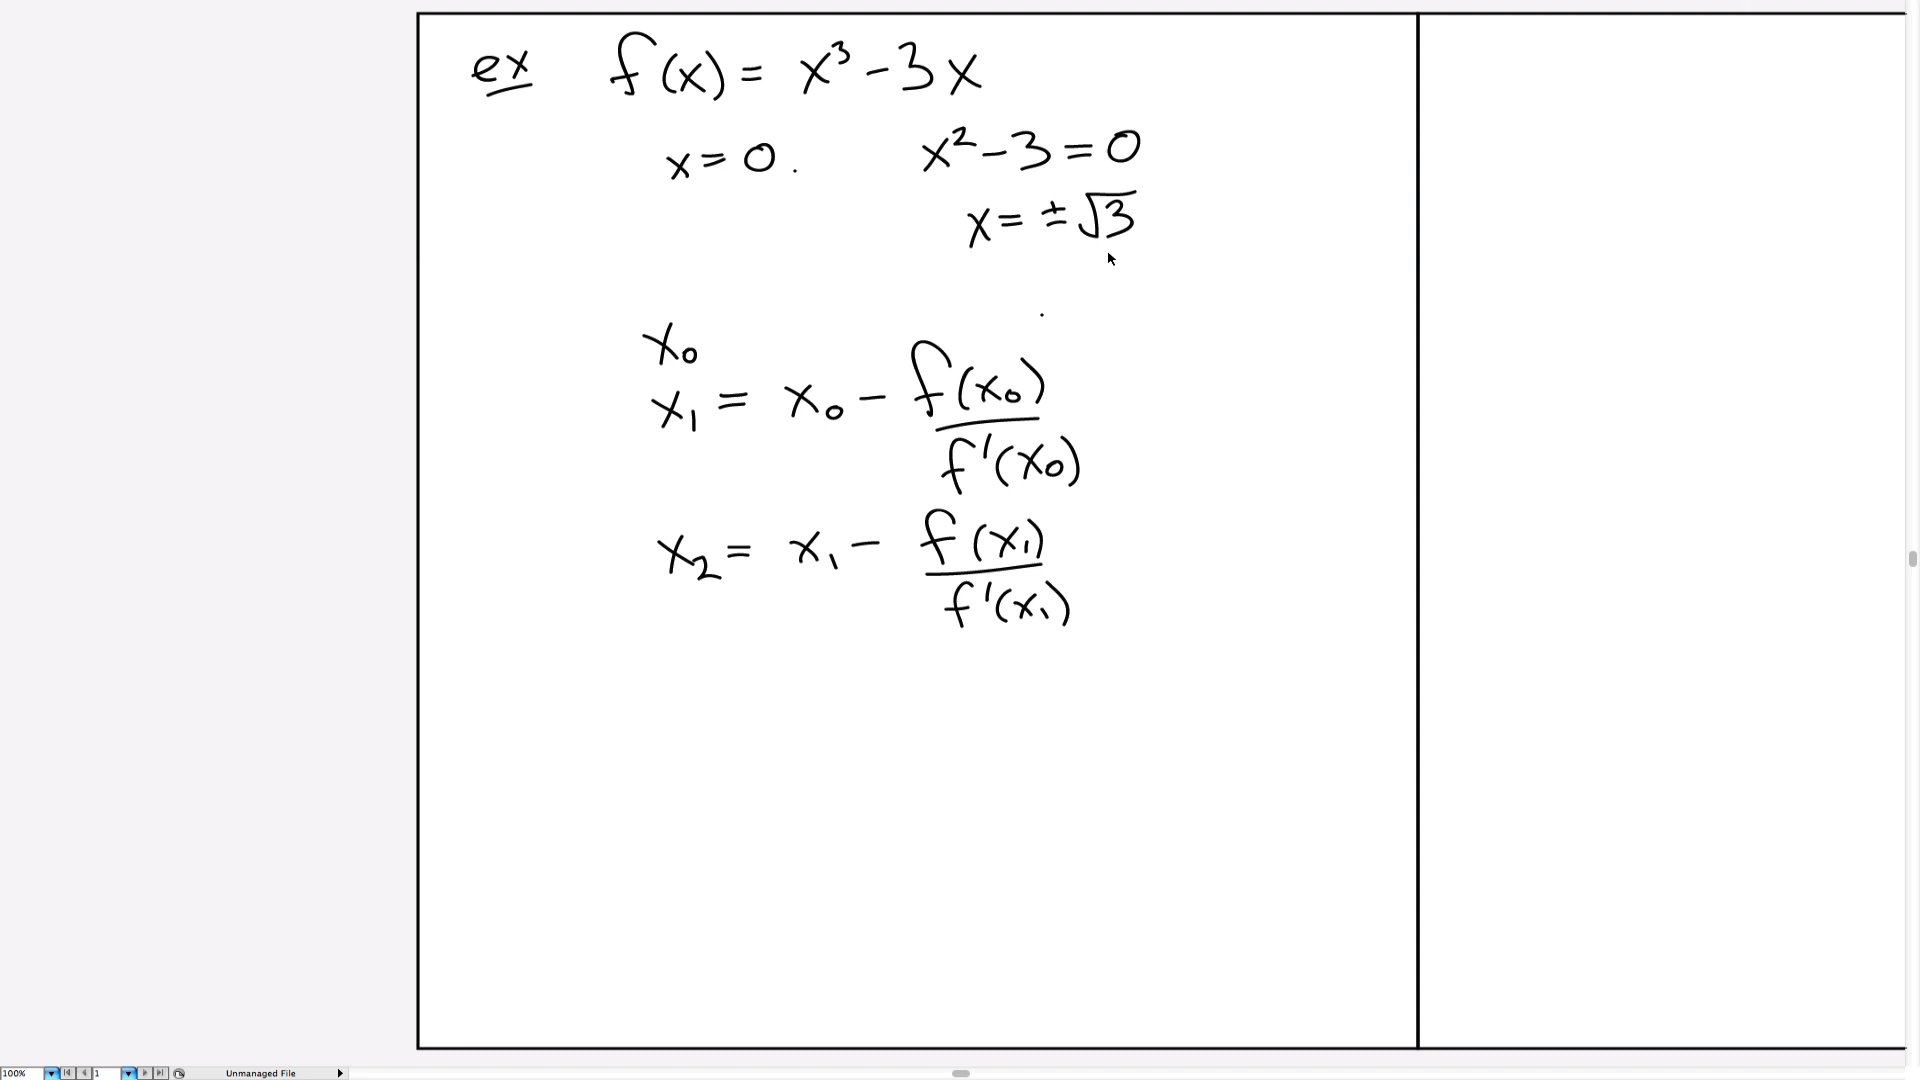 ex f(x) = x³ - 3x
x = 0 . x² - 3 = 0
x = ± √3
x₀
x₁ = x₀ - f(x₀) / f'(x₀)
x₂ = x₁ - f(x₁) / f'(x₁)
100% 1 Unmanaged File